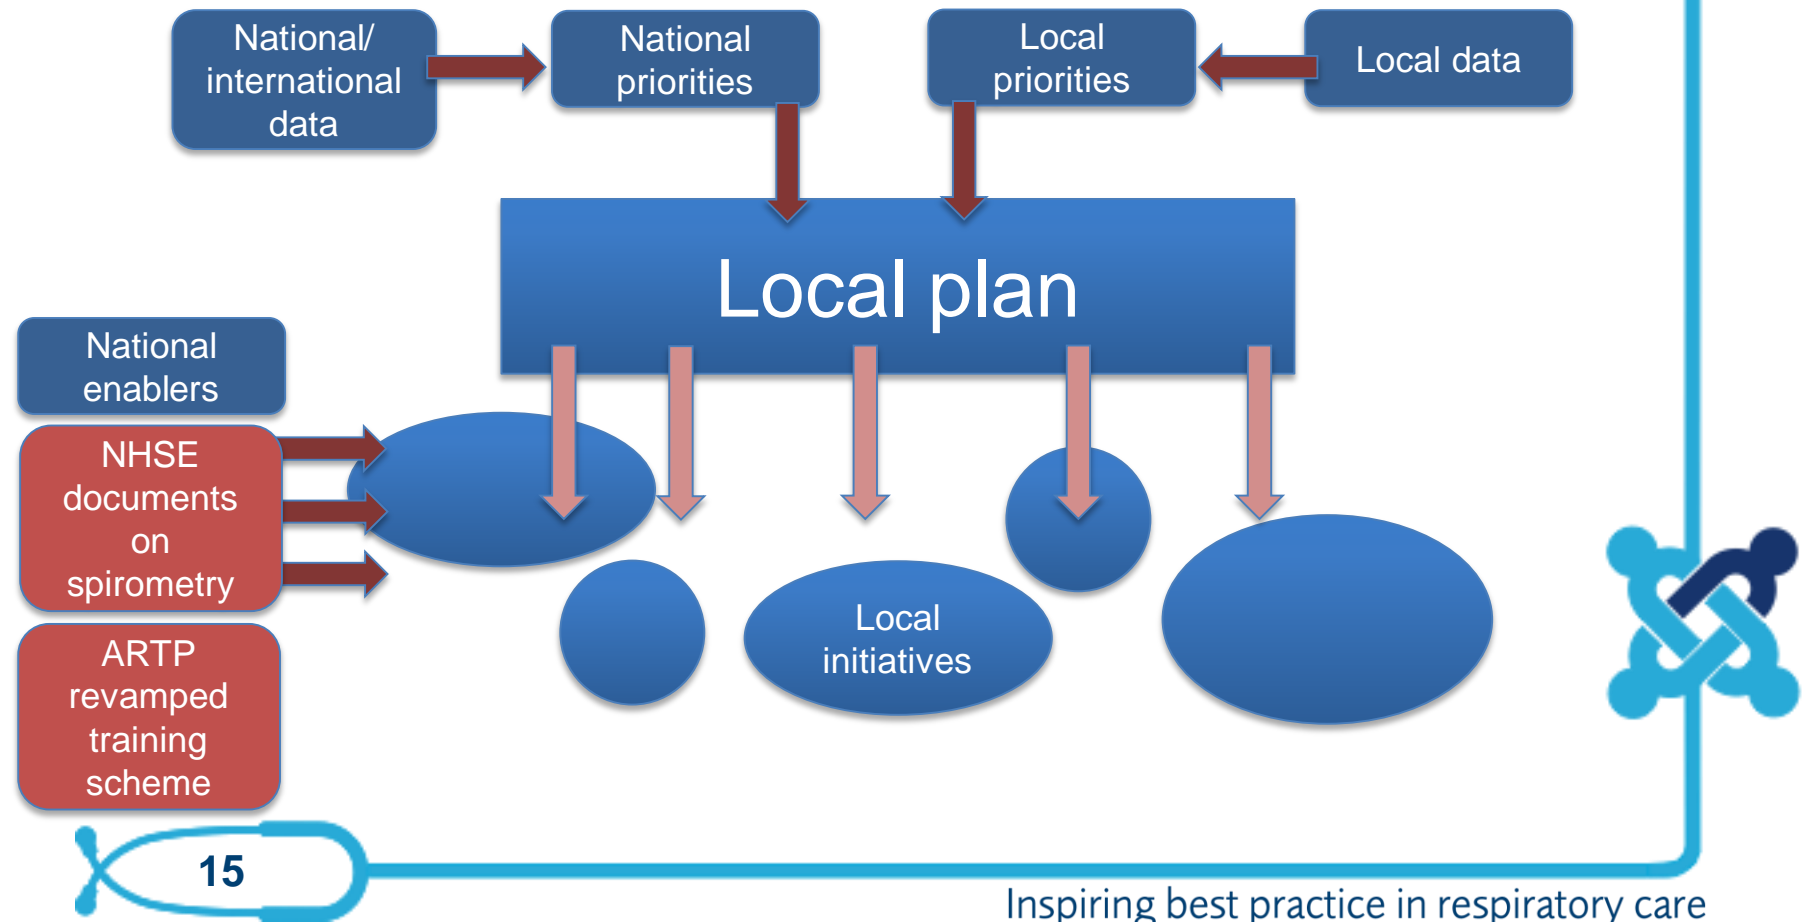 National/
international
data
National
priorities
Local
priorities
Local data
Local plan
National
enablers
NHSE
documents
on
spirometry
ARTP
revamped
training
scheme
Local
initiatives
15
Inspiring best practice in respiratory care